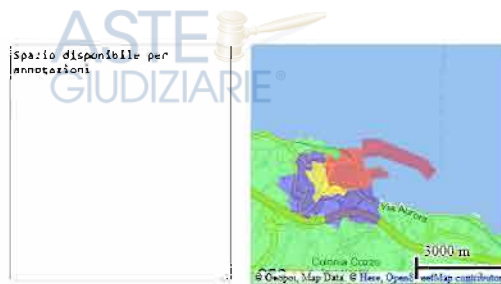 ASTE
GIUDIZIARIE®
Spazio disponibile per
annotazioni
Via Aurora
Colonia Cozzo
3000 m
© Geopoi, Map Data: © Here, OpenStreetMap contributors